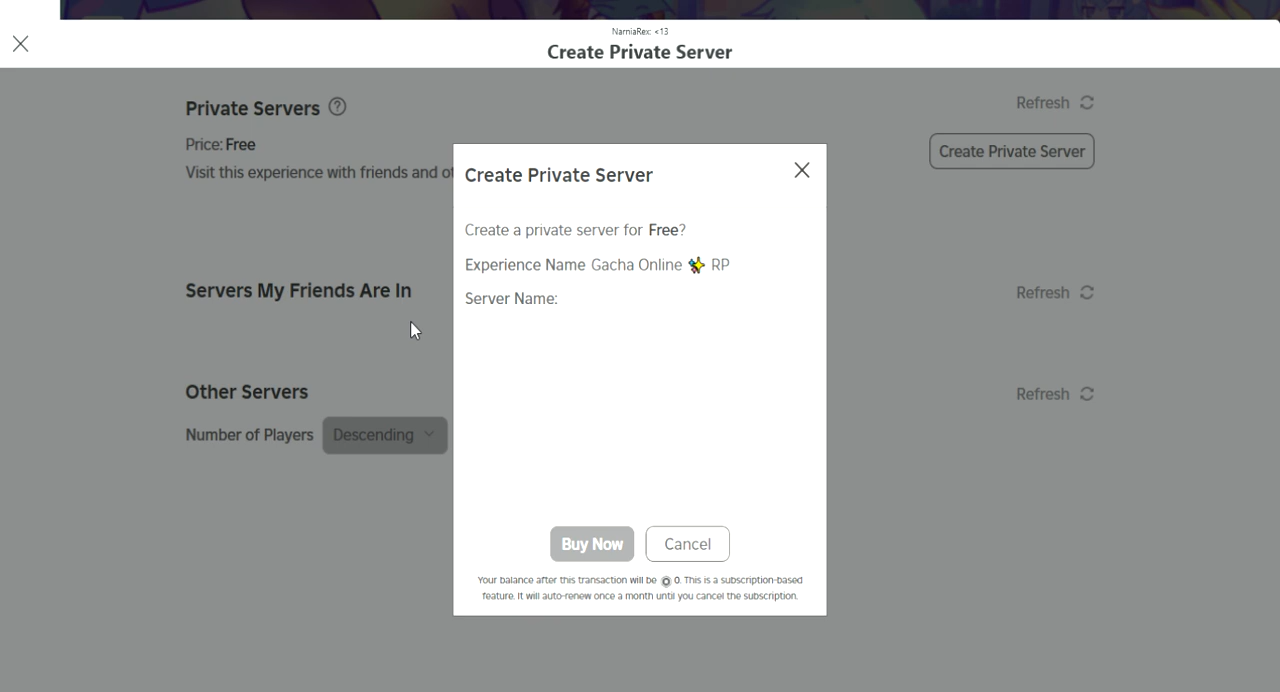 NarniaRex: <13
Create Private Server
Private Servers
Refresh
Price: Free
Create Private Server
Visit this experience with friends and ot
Create Private Server
Create a private server for Free?
Experience Name Gacha Online ✨ RP
Server Name:
Servers My Friends Are In
Refresh
Other Servers
Refresh
Number of Players Descending
Buy Now Cancel
Your balance after this transaction will be 0. This is a subscription-based
feature. It will auto-renew once a month until you cancel the subscription.